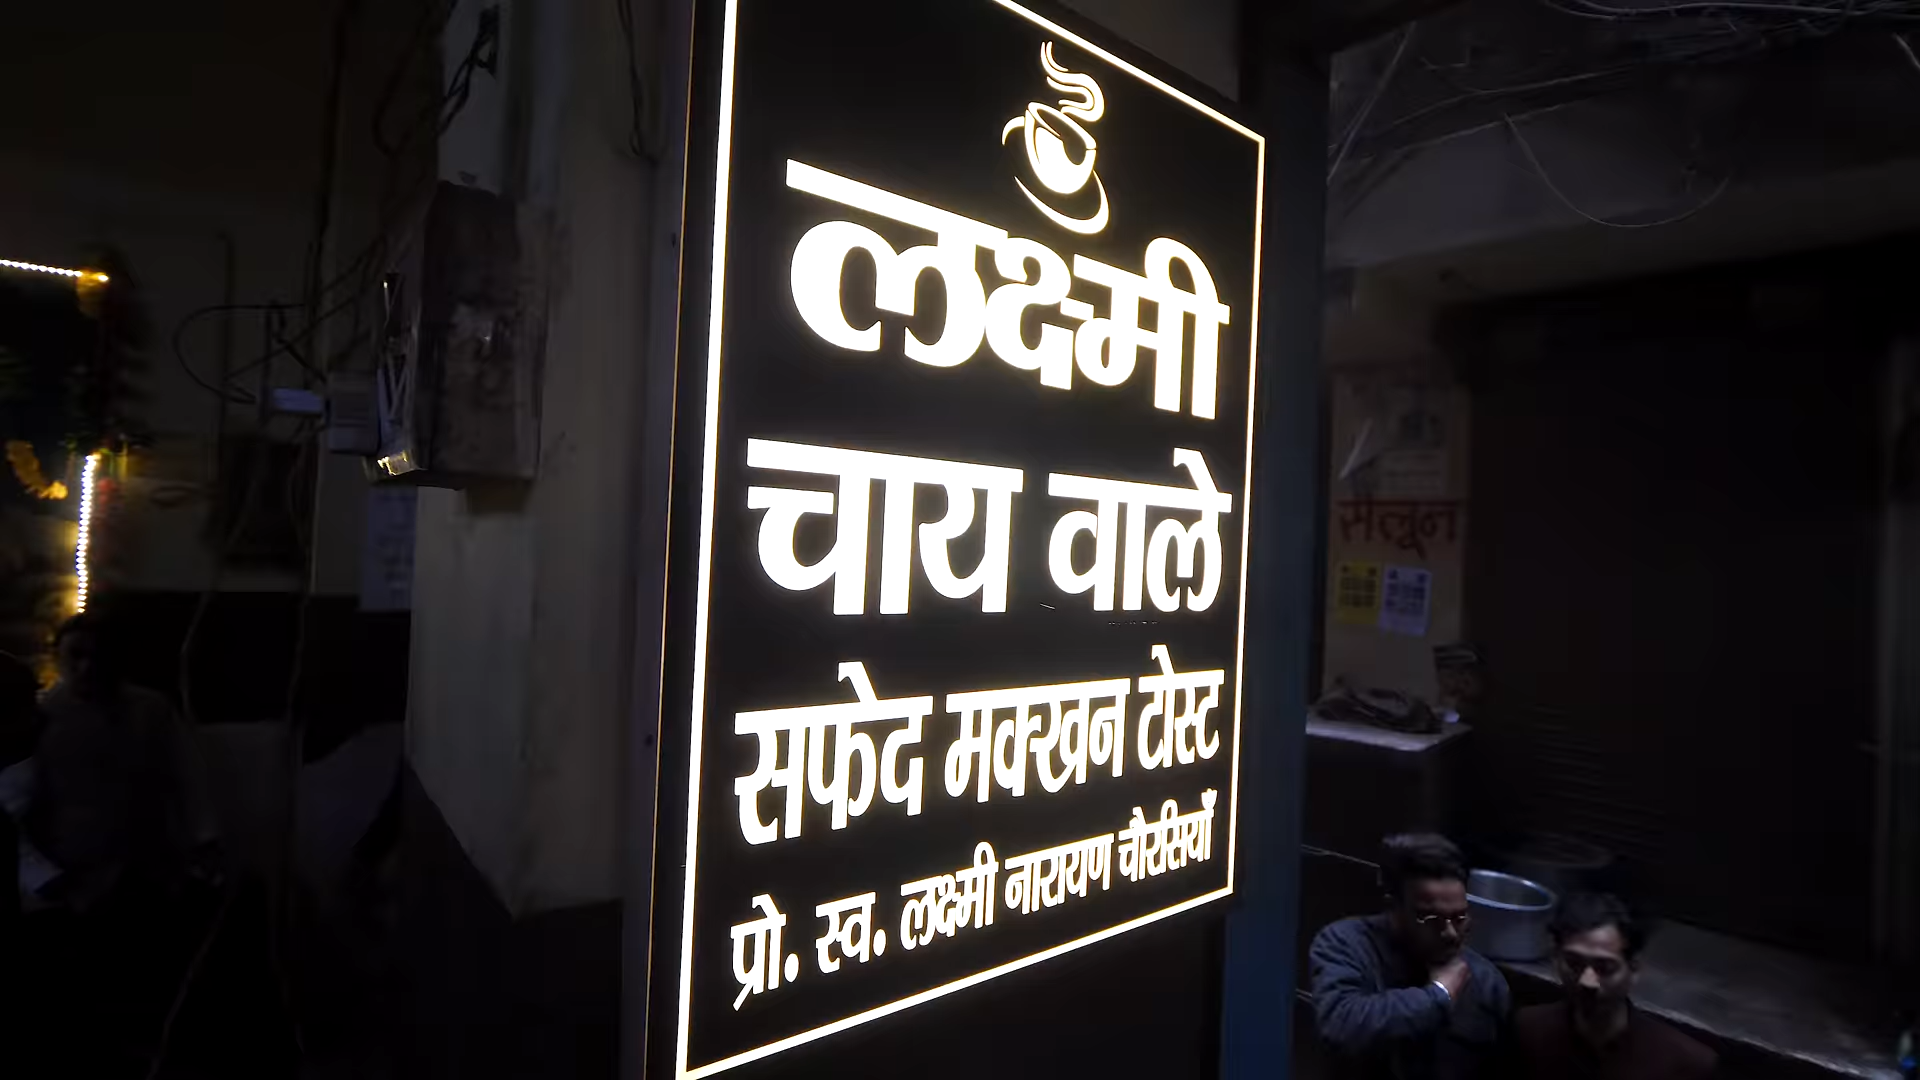 लक्ष्मी
चाय वाले
सफेद मक्खन टोस्ट
प्रो. स्व. लक्ष्मी नारायण चौरसियाँ
सैलून